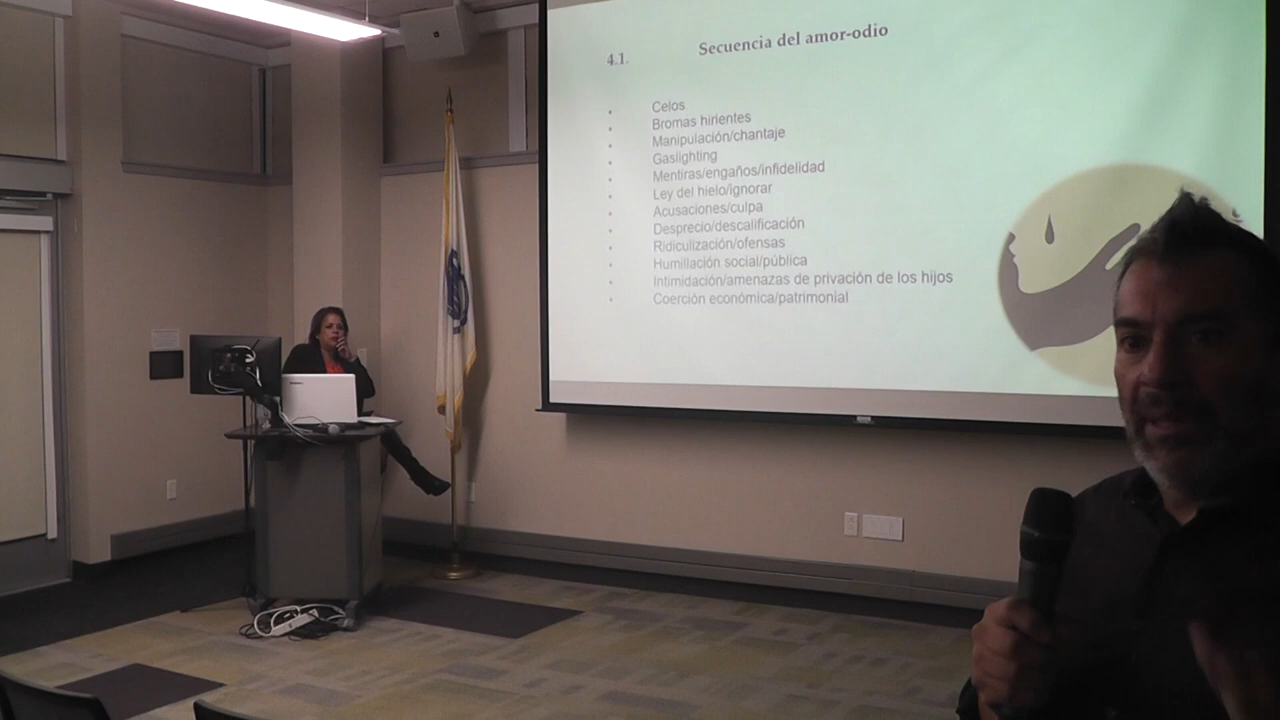 4.1. Secuencia del amor-odio
Celos
Bromas hirientes
Manipulación/chantaje
Gaslighting
Mentiras/engaños/infidelidad
Ley del hielo/ignorar
Acusaciones/culpa
Desprecio/descalificación
Ridiculización/ofensas
Humillación social/pública
Intimidación/amenazas de privación de los hijos
Coerción económica/patrimonial